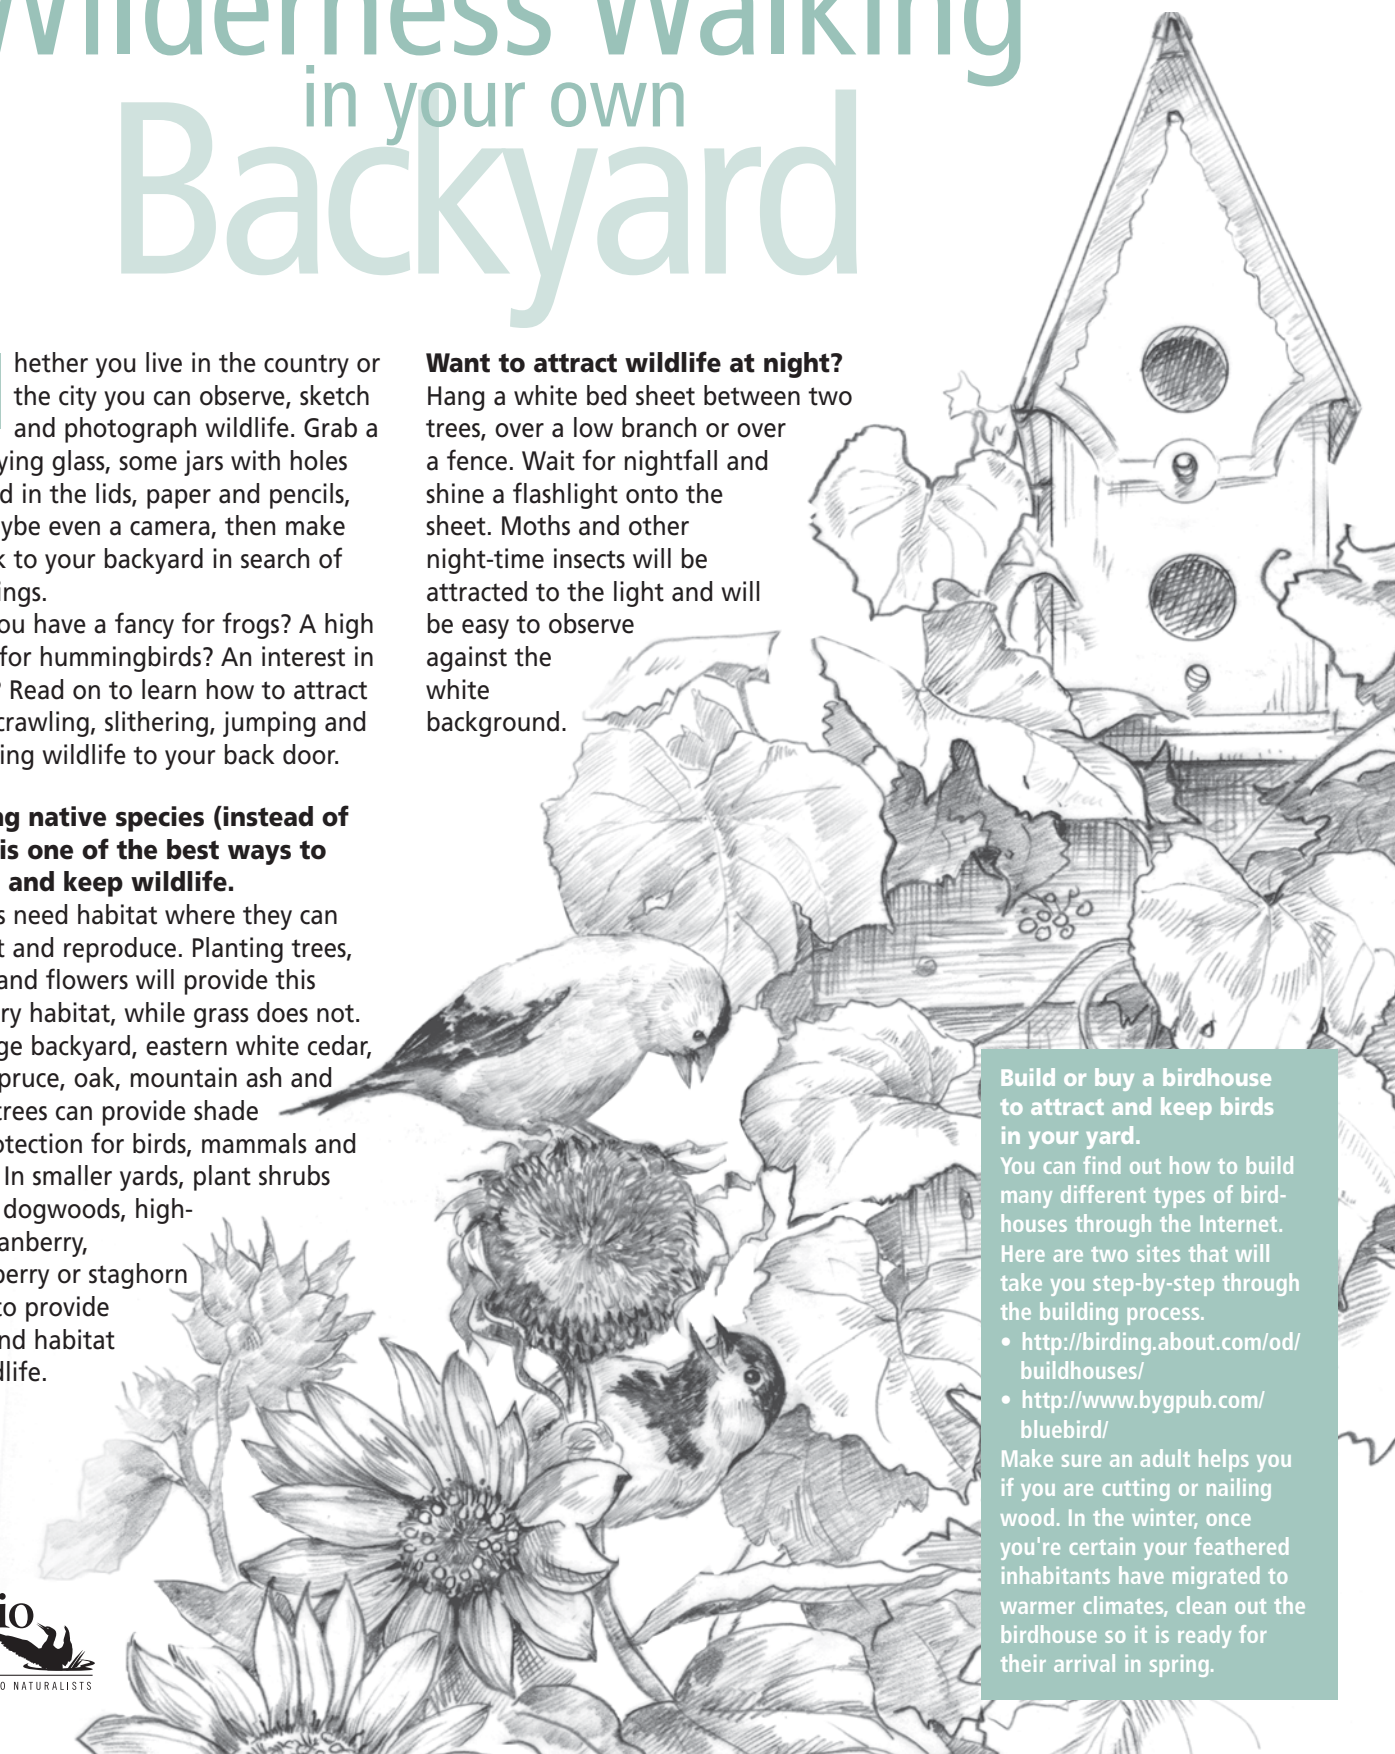 Wilderness Walking
in your own
Backyard
hether you live in the country or
the city you can observe, sketch
and photograph wildlife. Grab a
ying glass, some jars with holes
d in the lids, paper and pencils,
ybe even a camera, then make
k to your backyard in search of
ings.
ou have a fancy for frogs? A high
for hummingbirds? An interest in
? Read on to learn how to attract
crawling, slithering, jumping and
ing wildlife to your back door.
ng native species (instead of
is one of the best ways to
and keep wildlife.
s need habitat where they can
t and reproduce. Planting trees,
and flowers will provide this
ry habitat, while grass does not.
ge backyard, eastern white cedar,
pruce, oak, mountain ash and
trees can provide shade
otection for birds, mammals and
In smaller yards, plant shrubs
dogwoods, high-
anberry,
berry or staghorn
to provide
nd habitat
dlife.
Want to attract wildlife at night?
Hang a white bed sheet between two
trees, over a low branch or over
a fence. Wait for nightfall and
shine a flashlight onto the
sheet. Moths and other
night-time insects will be
attracted to the light and will
be easy to observe
against the
white
background.
Build or buy a birdhouse
to attract and keep birds
in your yard.
You can find out how to build
many different types of bird-
houses through the Internet.
Here are two sites that will
take you step-by-step through
the building process.
• http://birding.about.com/od/
buildhouses/
• http://www.bygpub.com/
bluebird/
Make sure an adult helps you
if you are cutting or nailing
wood. In the winter, once
you're certain your feathered
inhabitants have migrated to
warmer climates, clean out the
birdhouse so it is ready for
their arrival in spring.
io
O NATURALISTS